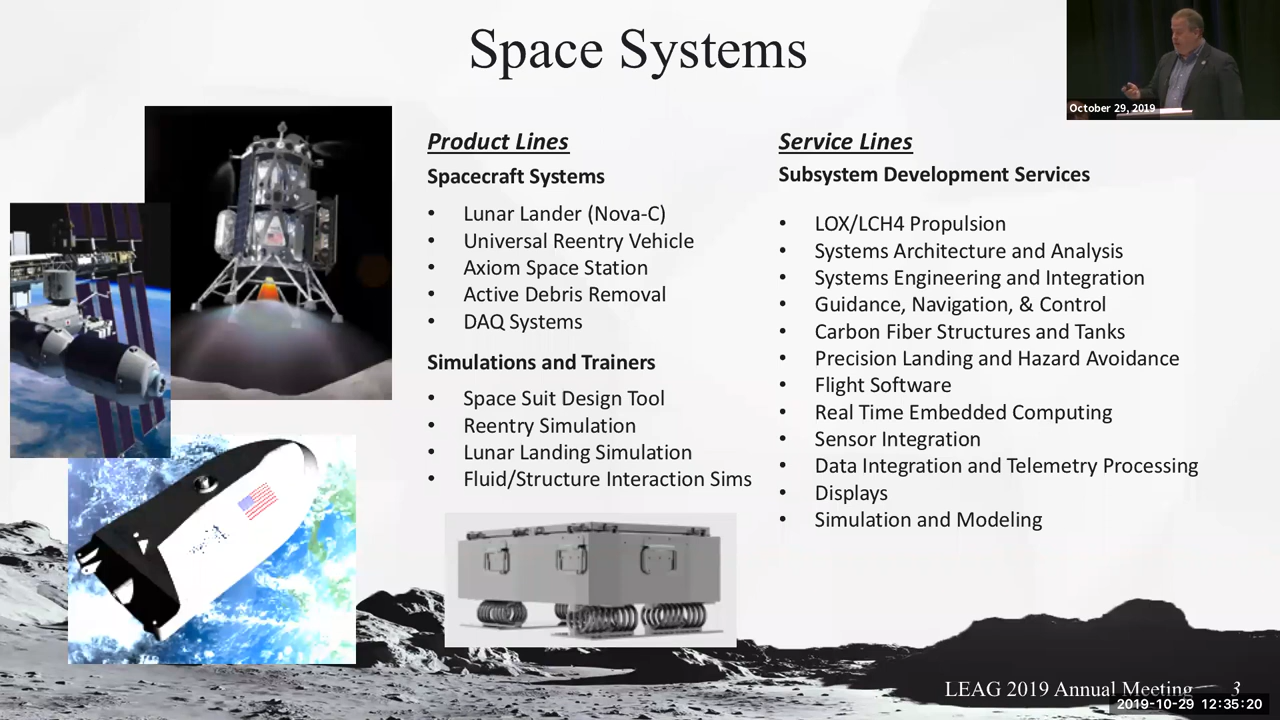 Space Systems
October 29, 2019
Product Lines
Spacecraft Systems
• Lunar Lander (Nova-C)
• Universal Reentry Vehicle
• Axiom Space Station
• Active Debris Removal
• DAQ Systems
Simulations and Trainers
• Space Suit Design Tool
• Reentry Simulation
• Lunar Landing Simulation
• Fluid/Structure Interaction Sims
Service Lines
Subsystem Development Services
• LOX/LCH4 Propulsion
• Systems Architecture and Analysis
• Systems Engineering and Integration
• Guidance, Navigation, & Control
• Carbon Fiber Structures and Tanks
• Precision Landing and Hazard Avoidance
• Flight Software
• Real Time Embedded Computing
• Sensor Integration
• Data Integration and Telemetry Processing
• Displays
• Simulation and Modeling
LEAG 2019 Annual Meeting 3
2019-10-29 12:35:20